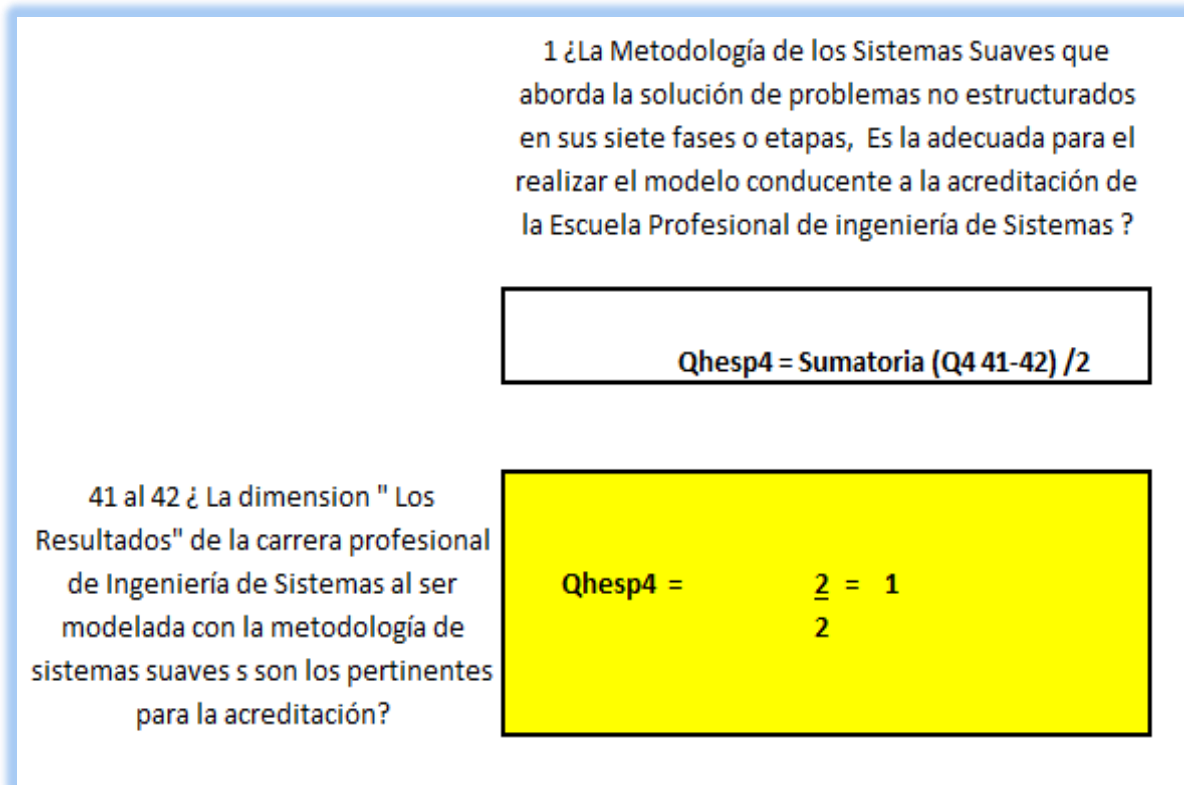 1 ¿La Metodología de los Sistemas Suaves que
aborda la solución de problemas no estructurados
en sus siete fases o etapas, Es la adecuada para el
realizar el modelo conducente a la acreditación de
la Escuela Profesional de ingeniería de Sistemas ?
Qhesp4 = Sumatoria (Q4 41-42) /2
41 al 42 ¿ La dimension " Los
Resultados" de la carrera profesional
de Ingeniería de Sistemas al ser
modelada con la metodología de
sistemas suaves s son los pertinentes
para la acreditación?
Qhesp4 = 2 = 1
2